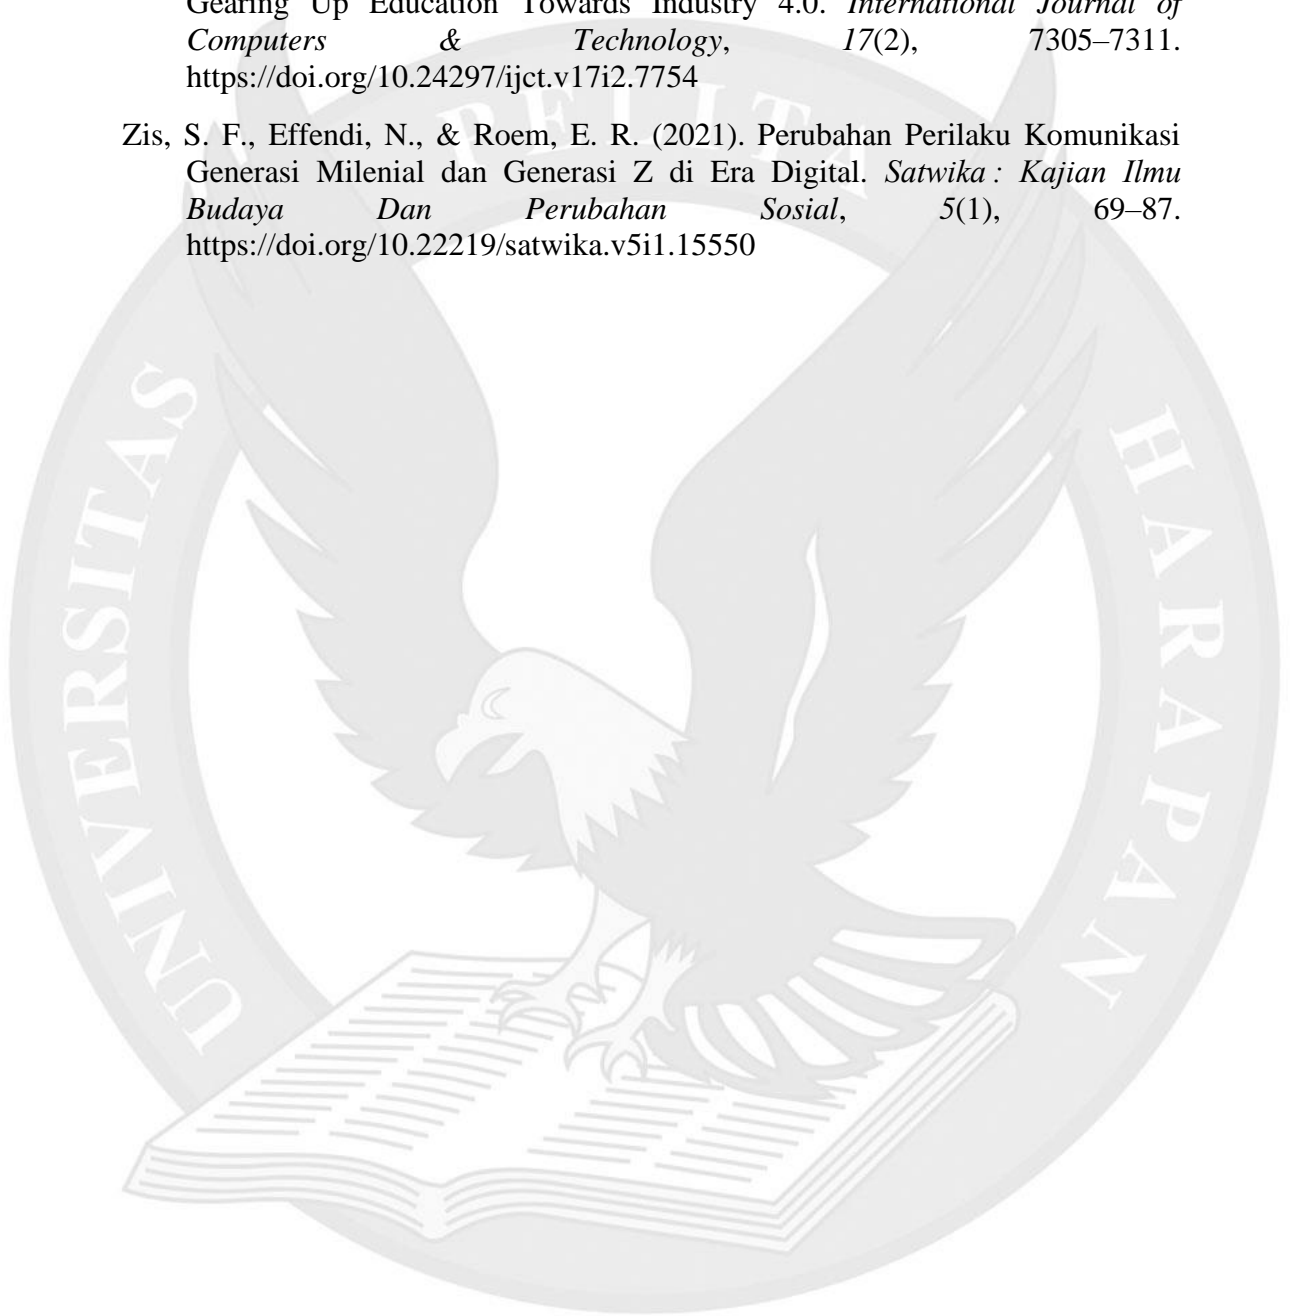 Gearing Up Education Towards Industry 4.0. International Journal of
Computers & Technology, 17(2), 7305–7311.
https://doi.org/10.24297/ijct.v17i2.7754
Zis, S. F., Effendi, N., & Roem, E. R. (2021). Perubahan Perilaku Komunikasi
Generasi Milenial dan Generasi Z di Era Digital. Satwika : Kajian Ilmu
Budaya Dan Perubahan Sosial, 5(1), 69–87.
https://doi.org/10.22219/satwika.v5i1.15550
UNIVERSITAS
PELITA
HARAPAN